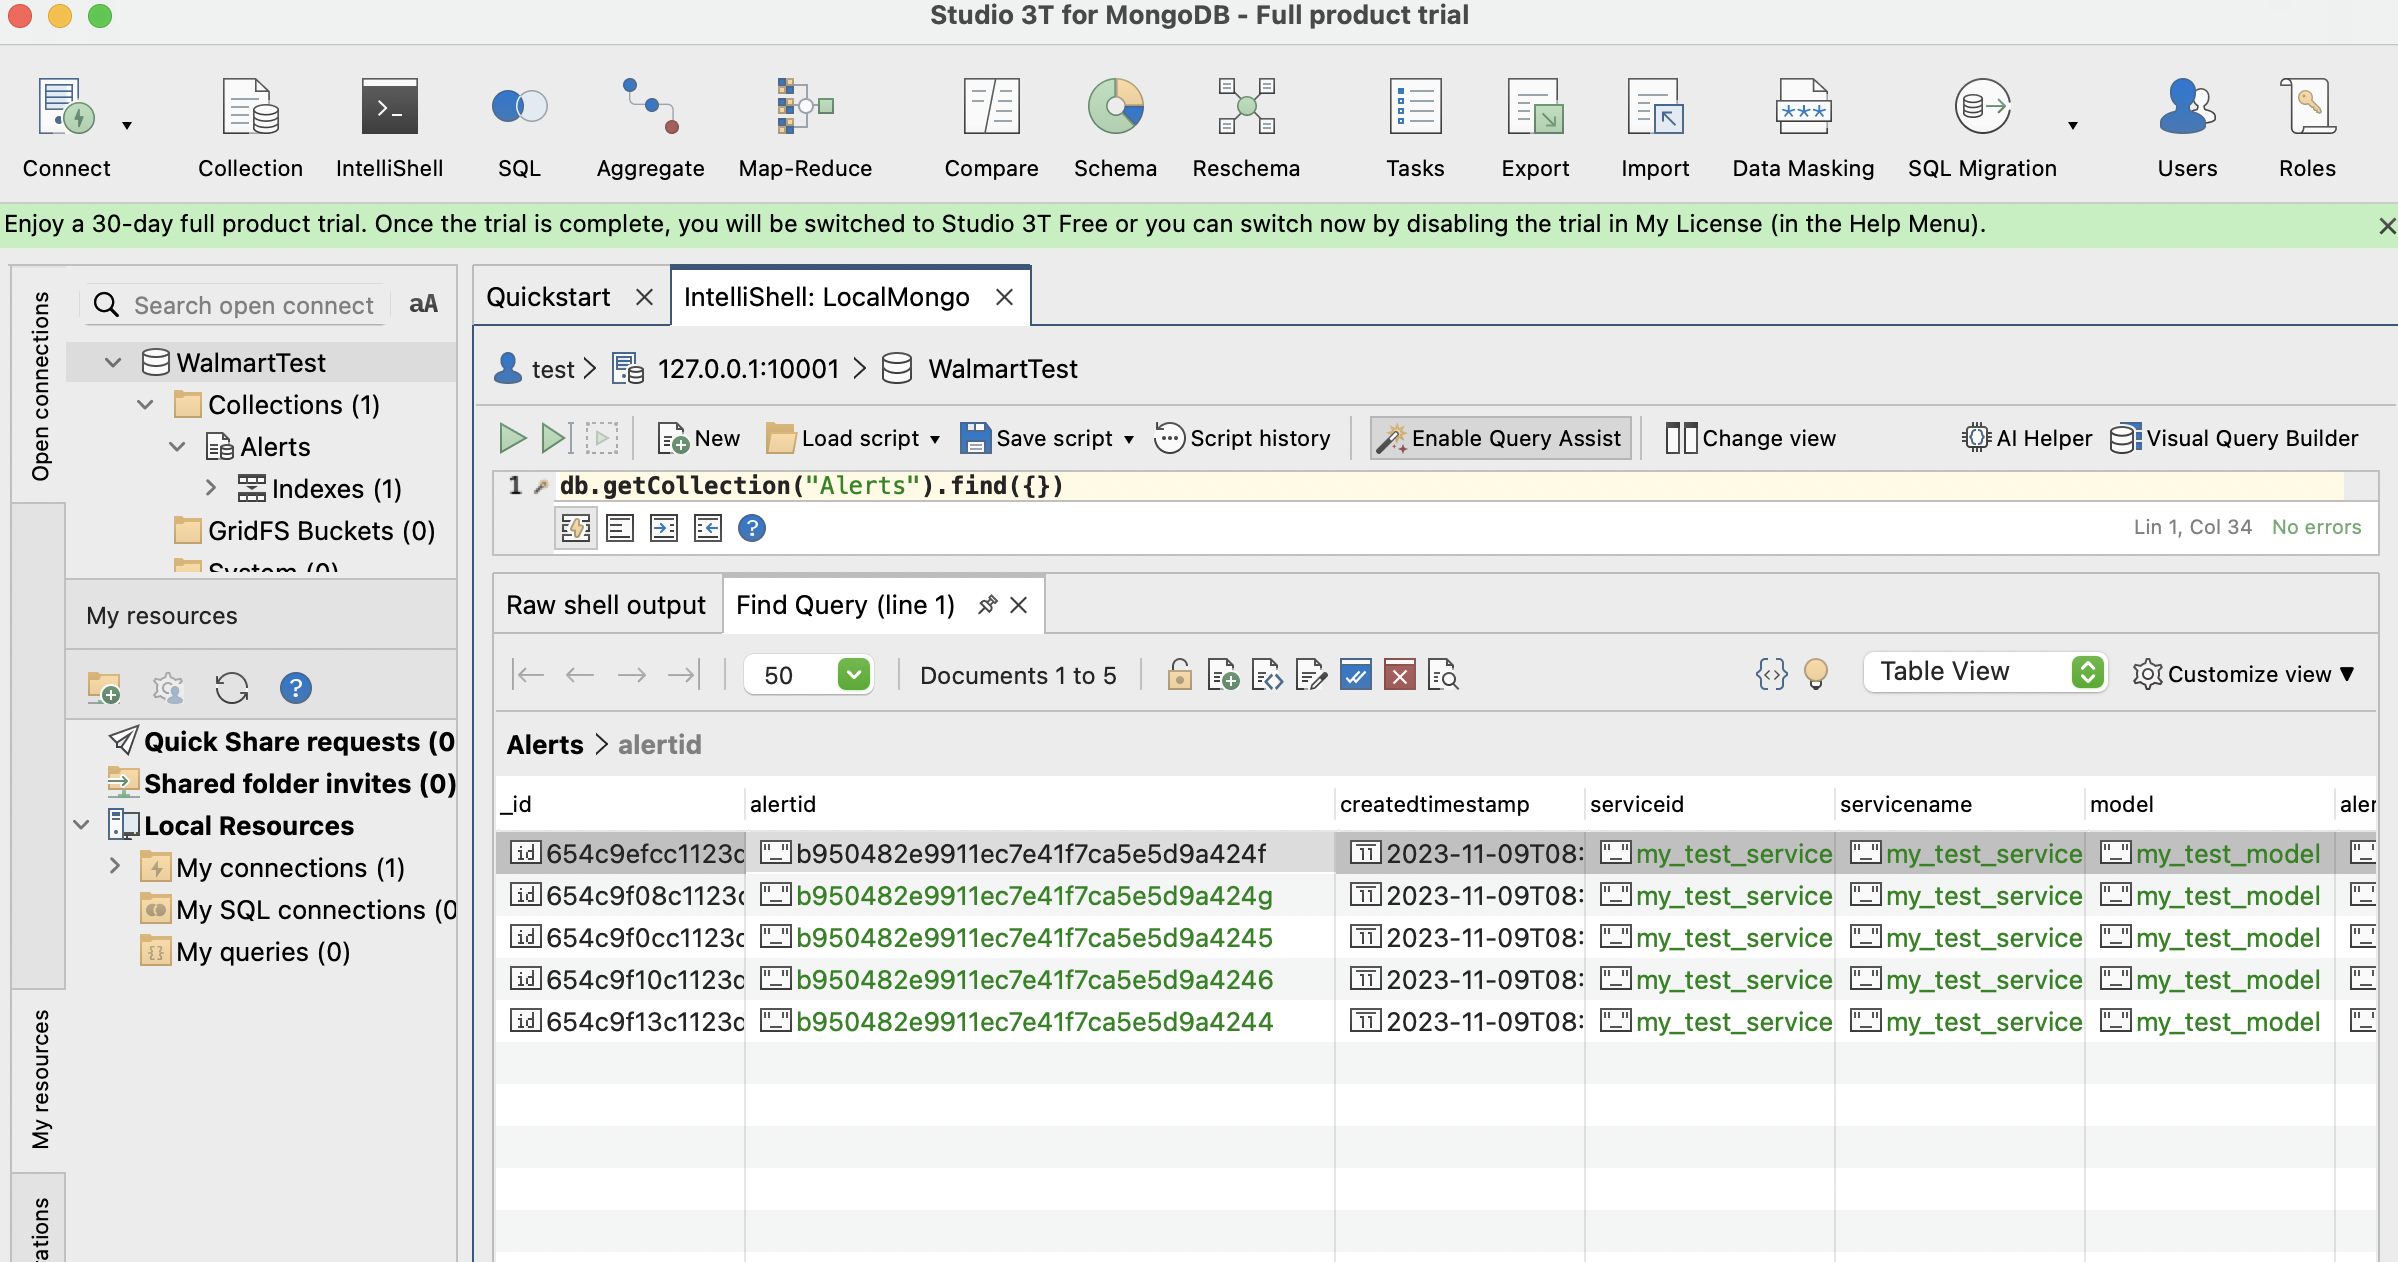 Studio 3T for MongoDB - Full product trial
Connect
Collection
IntelliShell
SQL
Aggregate
Map-Reduce
Compare
Schema
Reschema
Tasks
Export
Import
Data Masking
SQL Migration
Users
Roles
Enjoy a 30-day full product trial. Once the trial is complete, you will be switched to Studio 3T Free or you can switch now by disabling the trial in My License (in the Help Menu).
Open connections
Search open connect
aA
WalmartTest
Collections (1)
Alerts
Indexes (1)
GridFS Buckets (0)
System (0)
My resources
Quick Share requests (0
Shared folder invites (0)
Local Resources
My connections (1)
My SQL connections (0
My queries (0)
My resources
Quickstart
IntelliShell: LocalMongo
test > 127.0.0.1:10001 > WalmartTest
New
Load script
Save script
Script history
Enable Query Assist
Change view
AI Helper
Visual Query Builder
1 db.getCollection("Alerts").find({})
Lin 1, Col 34 No errors
Raw shell output
Find Query (line 1)
50
Documents 1 to 5
Table View
Customize view
Alerts > alertid
_id alertid createdtimestamp serviceid servicename model aler
id 654c9efcc1123c b950482e9911ec7e41f7ca5e5d9a424f 2023-11-09T08: my_test_service my_test_service my_test_model
id 654c9f08c1123c b950482e9911ec7e41f7ca5e5d9a424g 2023-11-09T08: my_test_service my_test_service my_test_model
id 654c9f0cc1123c b950482e9911ec7e41f7ca5e5d9a4245 2023-11-09T08: my_test_service my_test_service my_test_model
id 654c9f10c1123c b950482e9911ec7e41f7ca5e5d9a4246 2023-11-09T08: my_test_service my_test_service my_test_model
id 654c9f13c1123c b950482e9911ec7e41f7ca5e5d9a4244 2023-11-09T08: my_test_service my_test_service my_test_model